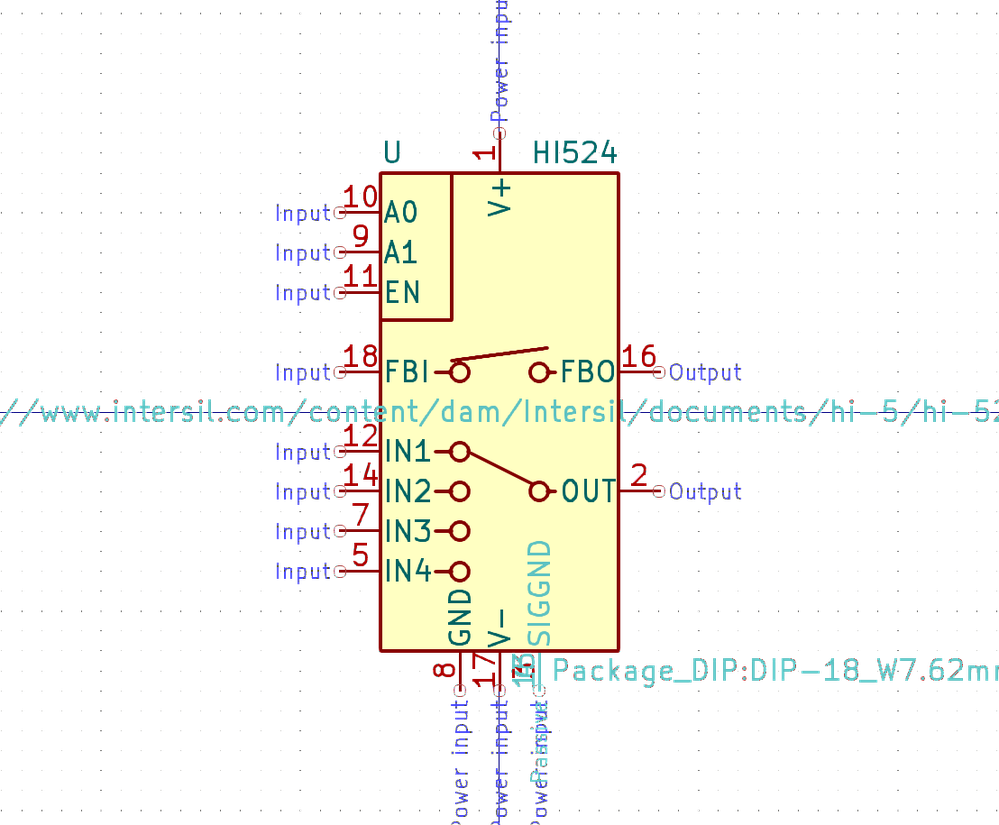 Power input
U HI524
1
V+
Input 10 A0
Input 9 A1
Input 11 EN
Input 18 FBI FBO 16 Output
//www.intersil.com/content/dam/Intersil/documents/hi-5/hi-52
Input 12 IN1
Input 14 IN2 OUT 2 Output
Input 7 IN3
Input 5 IN4
GND V- SIGGND
8 17 Package_DIP:DIP-18_W7.62mm
Power input Power input Power input